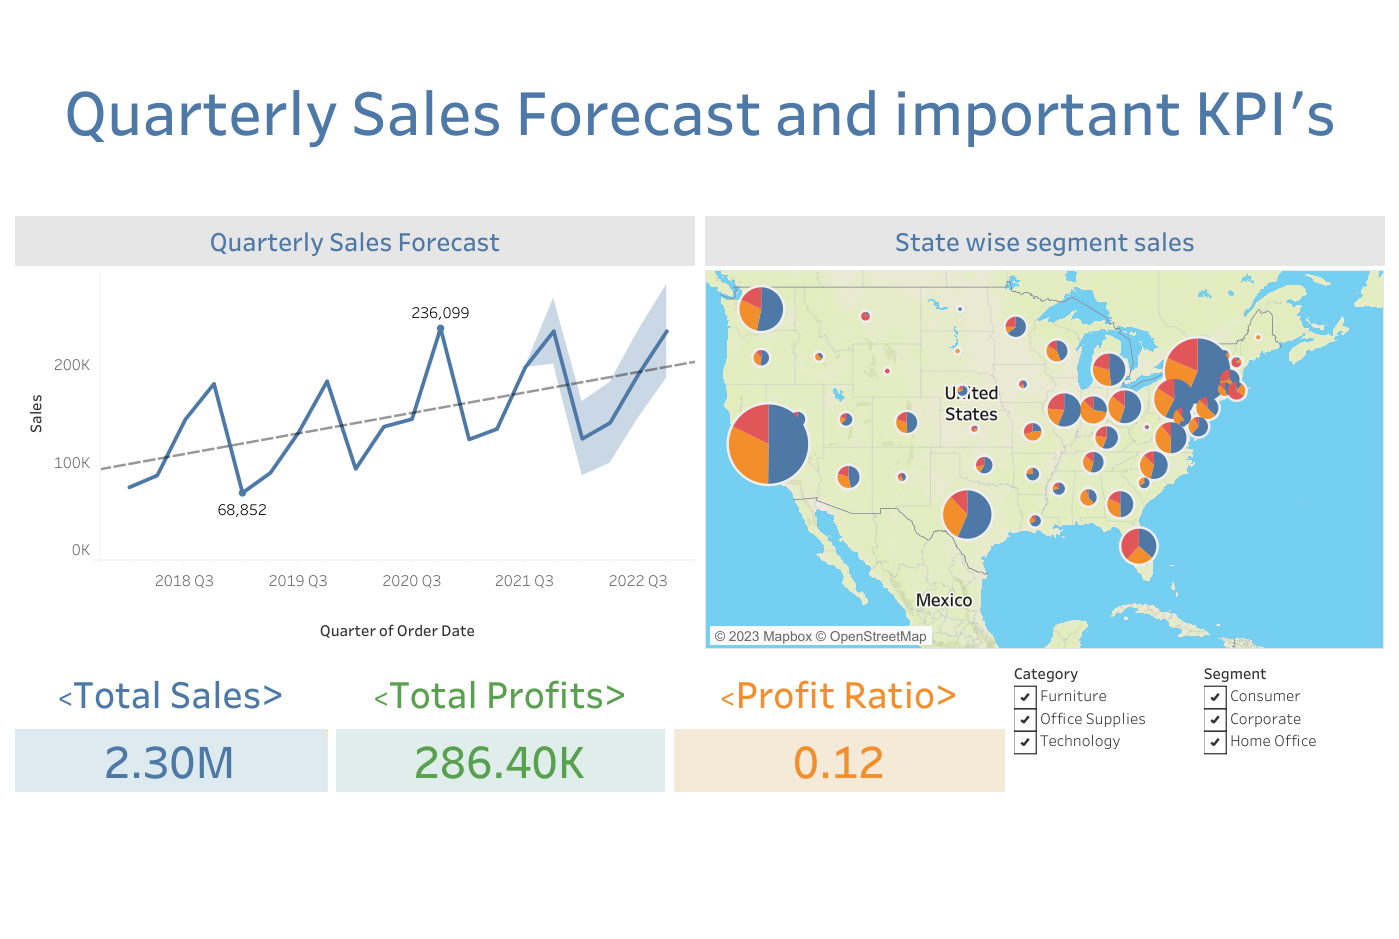 Quarterly Sales Forecast and important KPI's
Quarterly Sales Forecast
State wise segment sales
236,099
200K
Sales
100K
68,852
0K
2018 Q3
2019 Q3
2020 Q3
2021 Q3
2022 Q3
Quarter of Order Date
United
States
Mexico
© 2023 Mapbox © OpenStreetMap
<Total Sales>
2.30M
<Total Profits>
286.40K
<Profit Ratio>
0.12
Category
Furniture
Office Supplies
Technology
Segment
Consumer
Corporate
Home Office